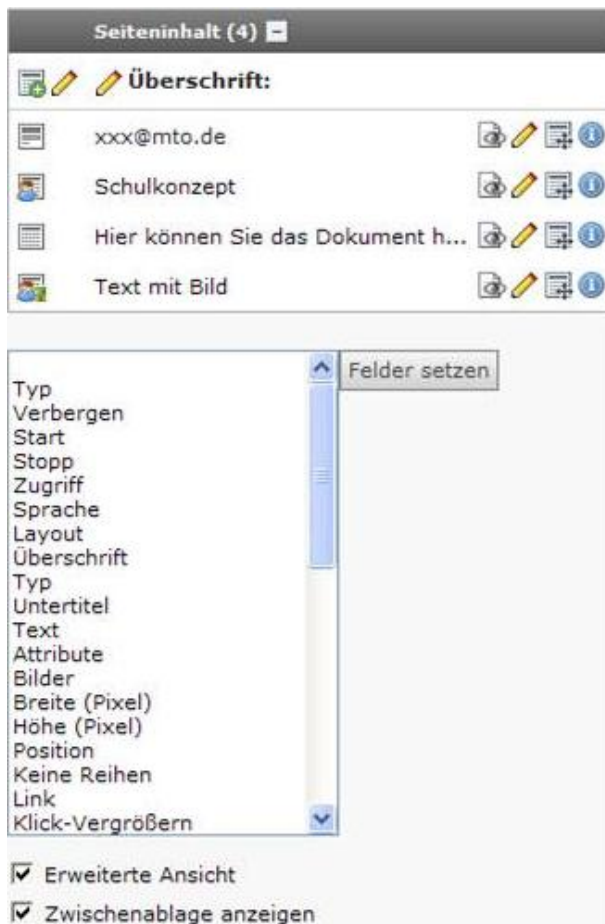 Seiteninhalt (4)
Überschrift:
xxx@mto.de
Schulkonzept
Hier können Sie das Dokument h...
Text mit Bild
Felder setzen
Typ
Verbergen
Start
Stopp
Zugriff
Sprache
Layout
Überschrift
Typ
Untertitel
Text
Attribute
Bilder
Breite (Pixel)
Höhe (Pixel)
Position
Keine Reihen
Link
Klick-Vergrößern
Erweiterte Ansicht
Zwischenablage anzeigen